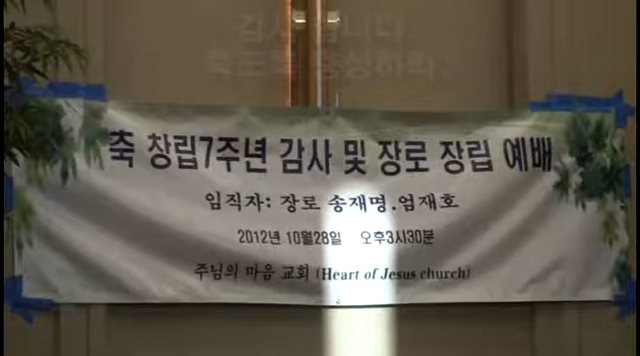 축 창립7주년 감사 및 장로 장립 예배
임직자: 장로 송재명.엄재호
2012년 10월28일 오후3시30분
주님의 마음 교회 (Heart of Jesus church)